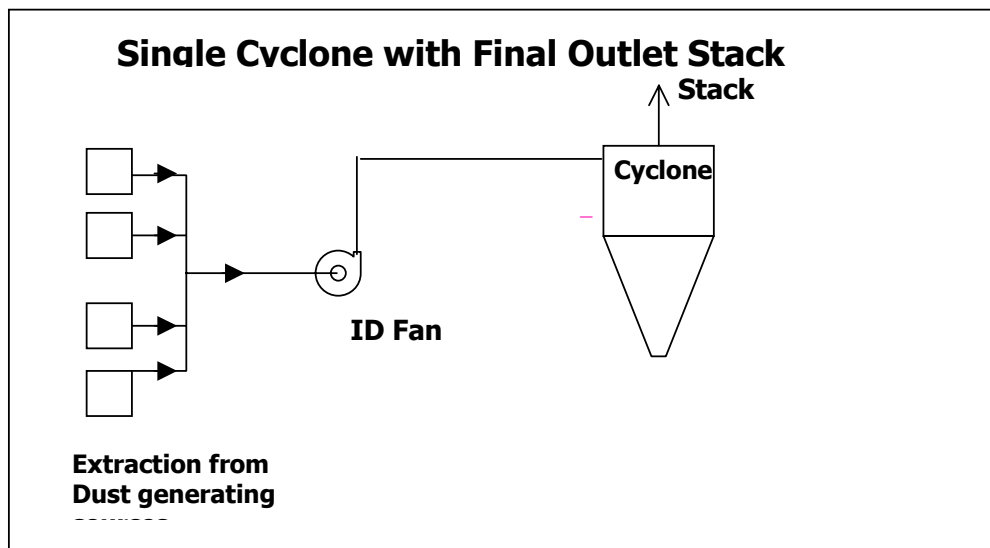 Single Cyclone with Final Outlet Stack
Stack
Cyclone
ID Fan
Extraction from
Dust generating